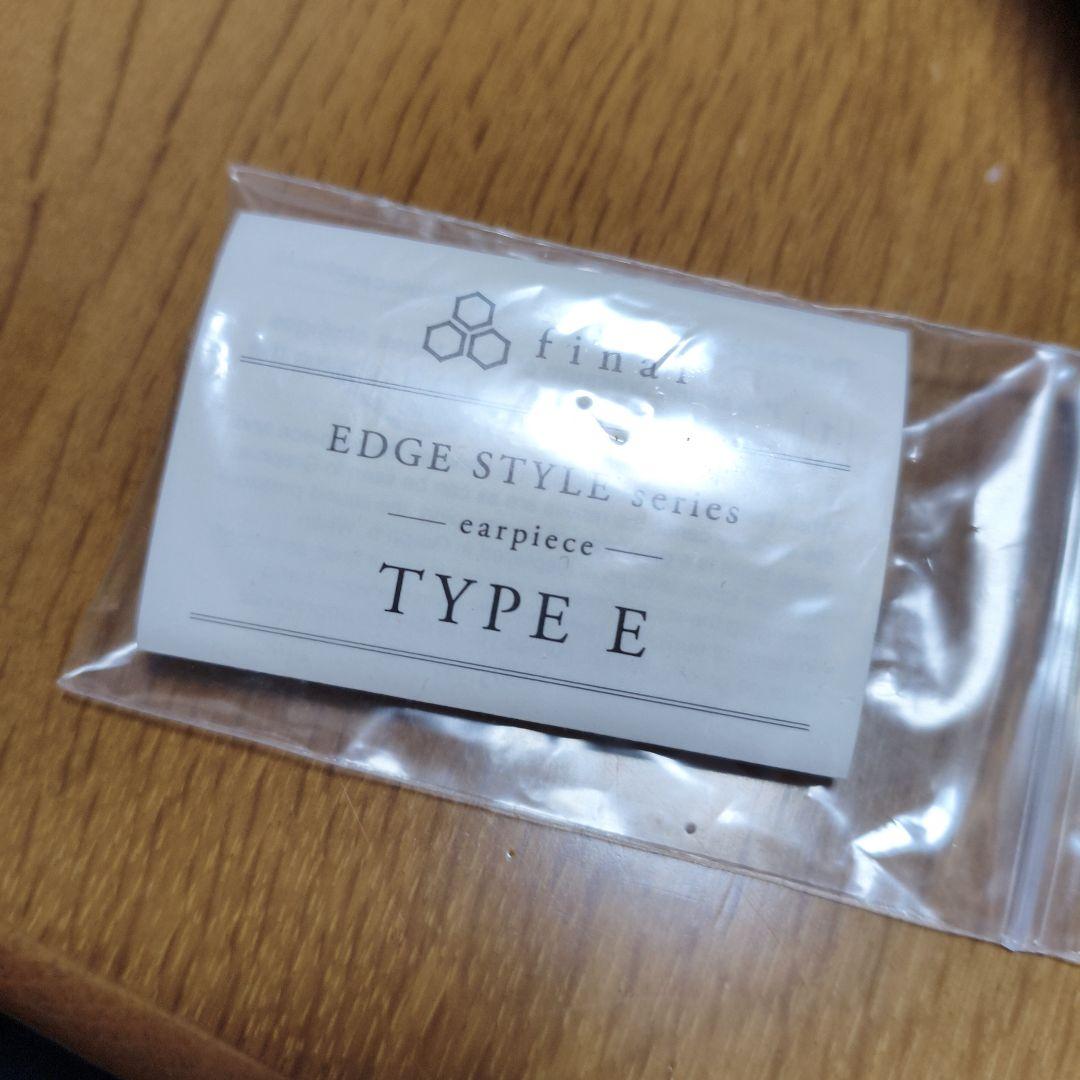 final
EDGE STYLE series
earpiece
TYPE E